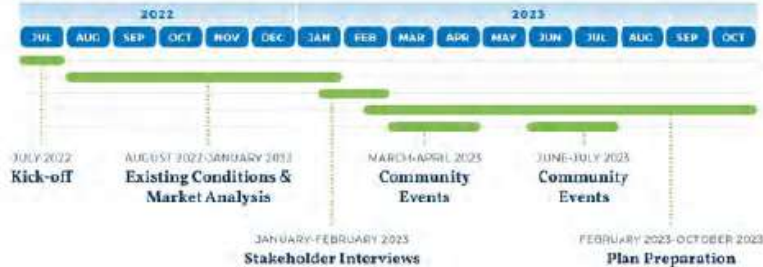 2022 2023
JUL AUG SEP OCT NOV DEC JAN FEB MAR APR MAY JUN JUL AUG SEP OCT
JULY 2022
Kick-off
AUGUST 2022-JANUARY 2023
Existing Conditions &
Market Analysis
MARCH-APRIL 2023
Community
Events
JUNE-JULY 2023
Community
Events
JANUARY-FEBRUARY 2023
Stakeholder Interviews
FEBRUARY 2023-OCTOBER 2023
Plan Preparation